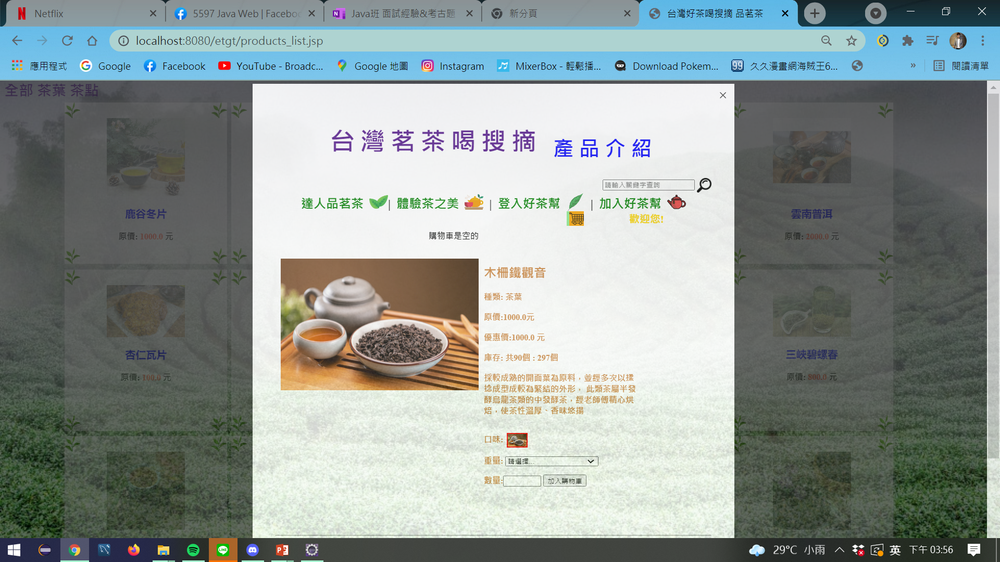 Netflix
5597 Java Web | Facebo
Java班 面試經驗&考古題
新分頁
台灣好茶喝搜摘 品茗茶
localhost:8080/etgt/products_list.jsp
應用程式
Google
Facebook
YouTube - Broadc...
Google 地圖
Instagram
MixerBox - 輕鬆播...
Download Pokem...
99
久久漫畫網海賊王6...
»
閱讀清單
全部 茶葉 茶點
台灣茗茶喝搜摘 產品介紹
請輸入關鍵字查詢
達人品茗茶 | 體驗茶之美 | 登入好茶幫 | 加入好茶幫
歡迎您!
購物車是空的
木柵鐵觀音
種類: 茶葉
原價:1000.0元
優惠價:1000.0 元
庫存: 共90個 : 297個
採較成熟的開面葉為原料，並經多次以揉
捻成型成較為緊結的外形， 此類茶屬半發
酵烏龍茶類的中發酵茶，經老師傅精心烘
焙，使茶性溫厚、香味悠揚
口味:
重量: 請選擇...
數量: 加入購物車
鹿谷冬片
原價: 1000.0 元
雲南普洱
原價: 2000.0 元
杏仁瓦片
原價: 100.0 元
三峽碧螺春
原價: 800.0 元
LINE
29°C 小雨
英
下午 03:56